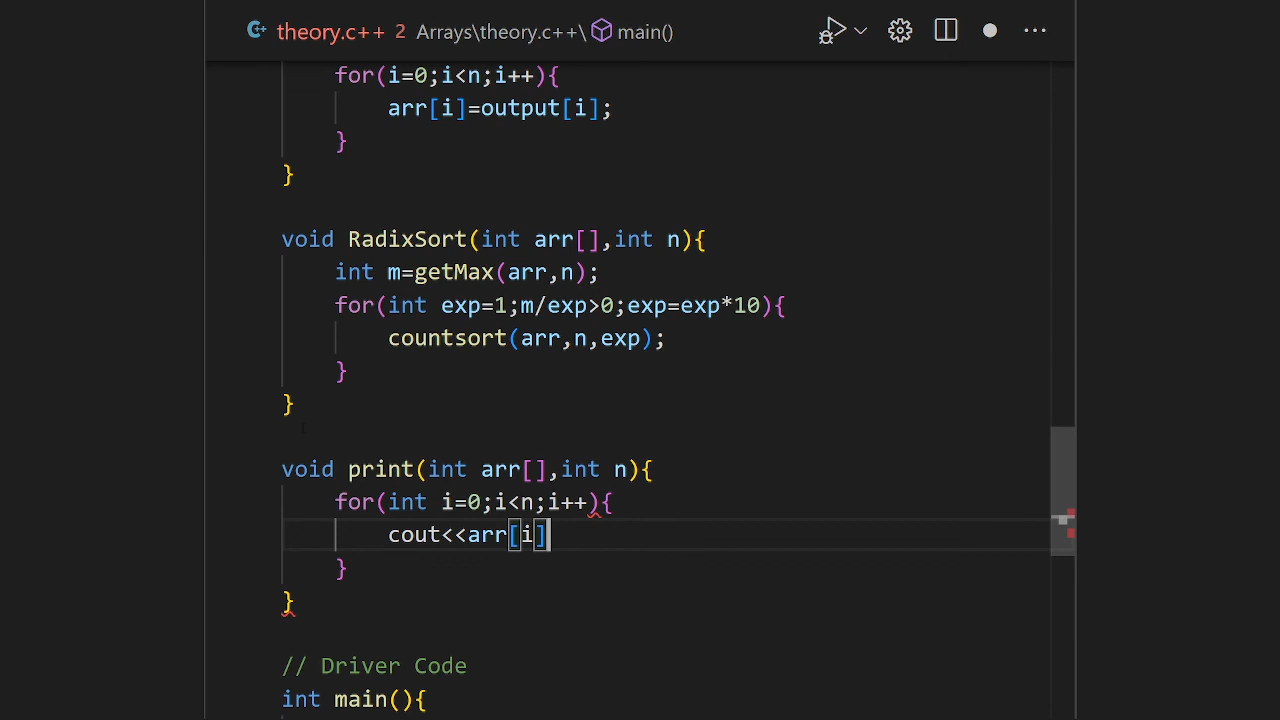 theory.c++ 2 Arrays\theory.c++\ main()
for(i=0;i<n;i++){
arr[i]=output[i];
}
}
void RadixSort(int arr[],int n){
int m=getMax(arr,n);
for(int exp=1;m/exp>0;exp=exp*10){
countsort(arr,n,exp);
}
}
void print(int arr[],int n){
for(int i=0;i<n;i++){
cout<<arr[i]
}
}
// Driver Code
int main(){